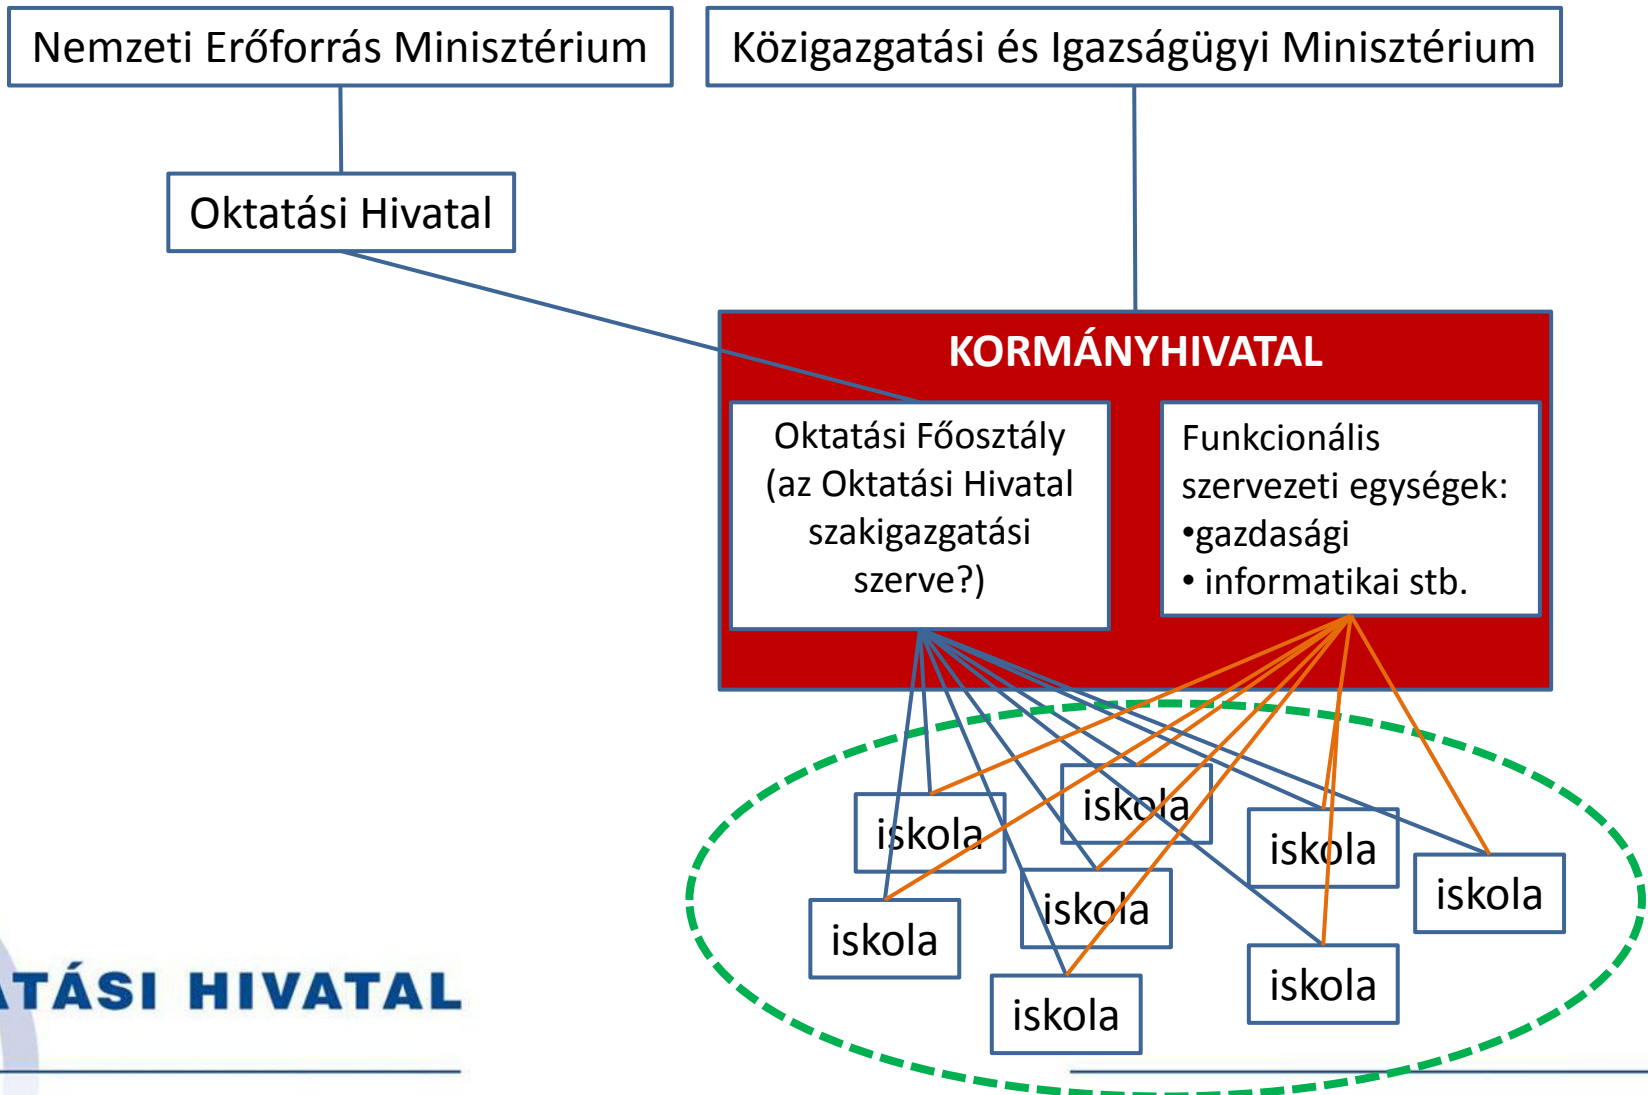 Nemzeti Erőforrás Minisztérium
Közigazgatási és Igazságügyi Minisztérium
Oktatási Hivatal
KORMÁNYHIVATAL
Oktatási Főosztály
(az Oktatási Hivatal
szakigazgatási
szerve?)
Funkcionális
szervezeti egységek:
•gazdasági
• informatikai stb.
iskola
iskola
iskola
iskola
iskola
iskola
iskola
iskola
ATÁSI HIVATAL